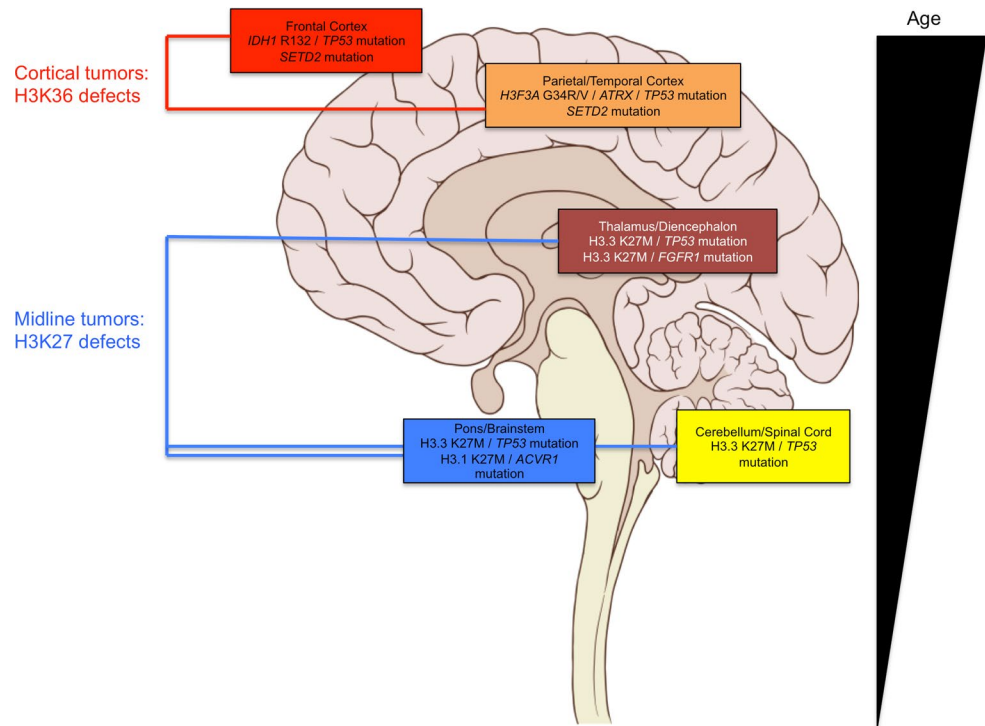 Age
Frontal Cortex
IDH1 R132 / TP53 mutation
SETD2 mutation
Cortical tumors:
H3K36 defects
Parietal/Temporal Cortex
H3F3A G34R/V / ATRX / TP53 mutation
SETD2 mutation
Thalamus/Diencephalon
H3.3 K27M / TP53 mutation
H3.3 K27M / FGFR1 mutation
Midline tumors:
H3K27 defects
Pons/Brainstem
H3.3 K27M / TP53 mutation
H3.1 K27M / ACVR1
mutation
Cerebellum/Spinal Cord
H3.3 K27M / TP53
mutation